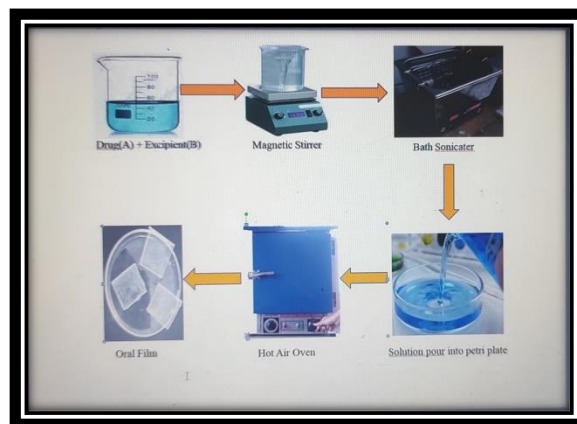 Drug(A) + Excipient(B)
Magnetic Stirrer
Bath Sonicater
Oral Film
Hot Air Oven
Solution pour into petri plate